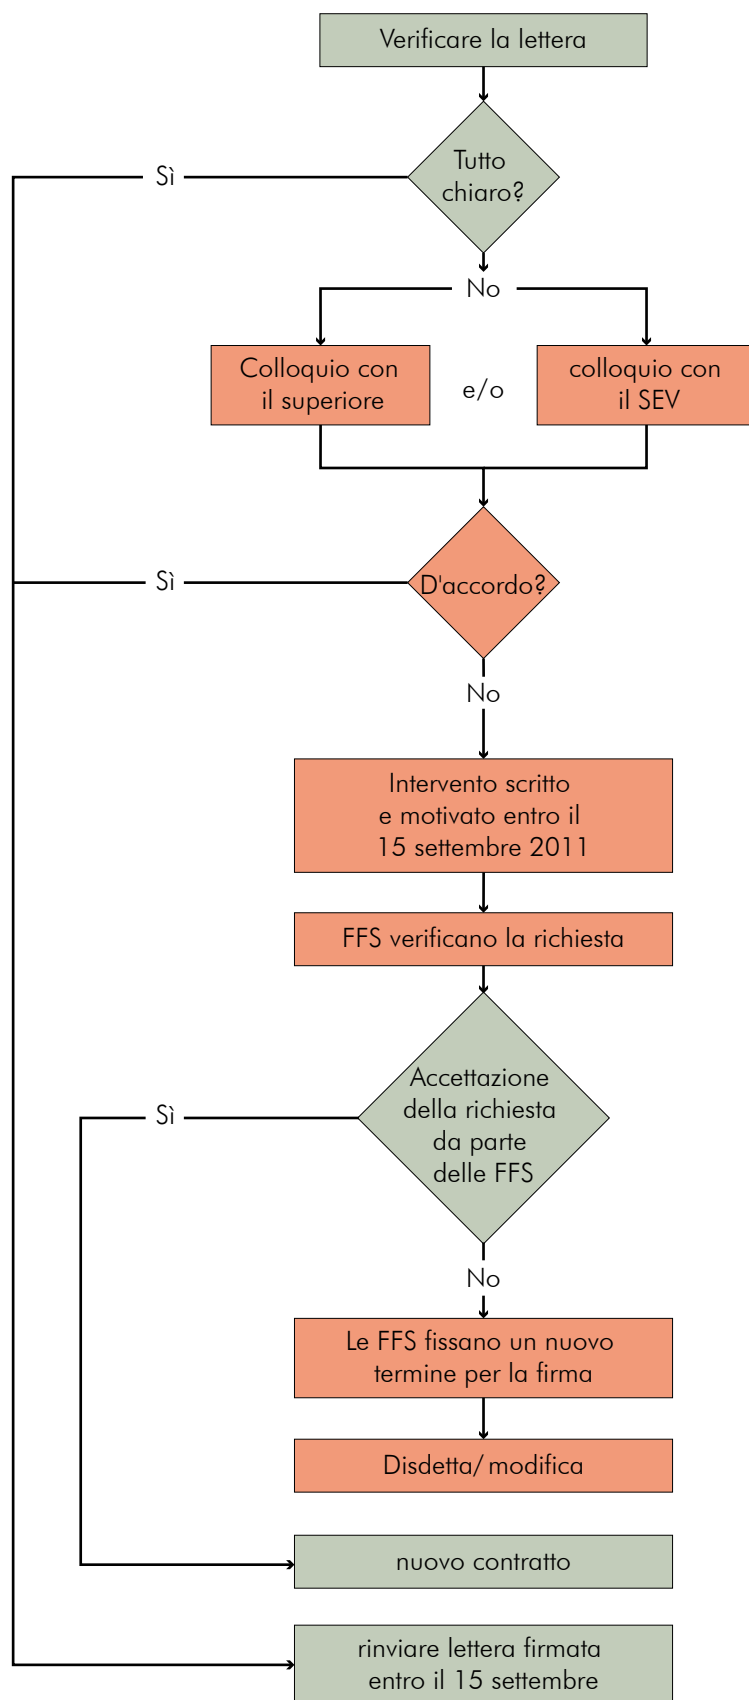 Verificare la lettera
Tutto
chiaro?
Sì
No
Colloquio con
il superiore
e/o
colloquio con
il SEV
D'accordo?
Sì
No
Intervento scritto
e motivato entro il
15 settembre 2011
FFS verificano la richiesta
Accettazione
della richiesta
da parte
delle FFS
Sì
No
Le FFS fissano un nuovo
termine per la firma
Disdetta/ modifica
nuovo contratto
rinviare lettera firmata
entro il 15 settembre